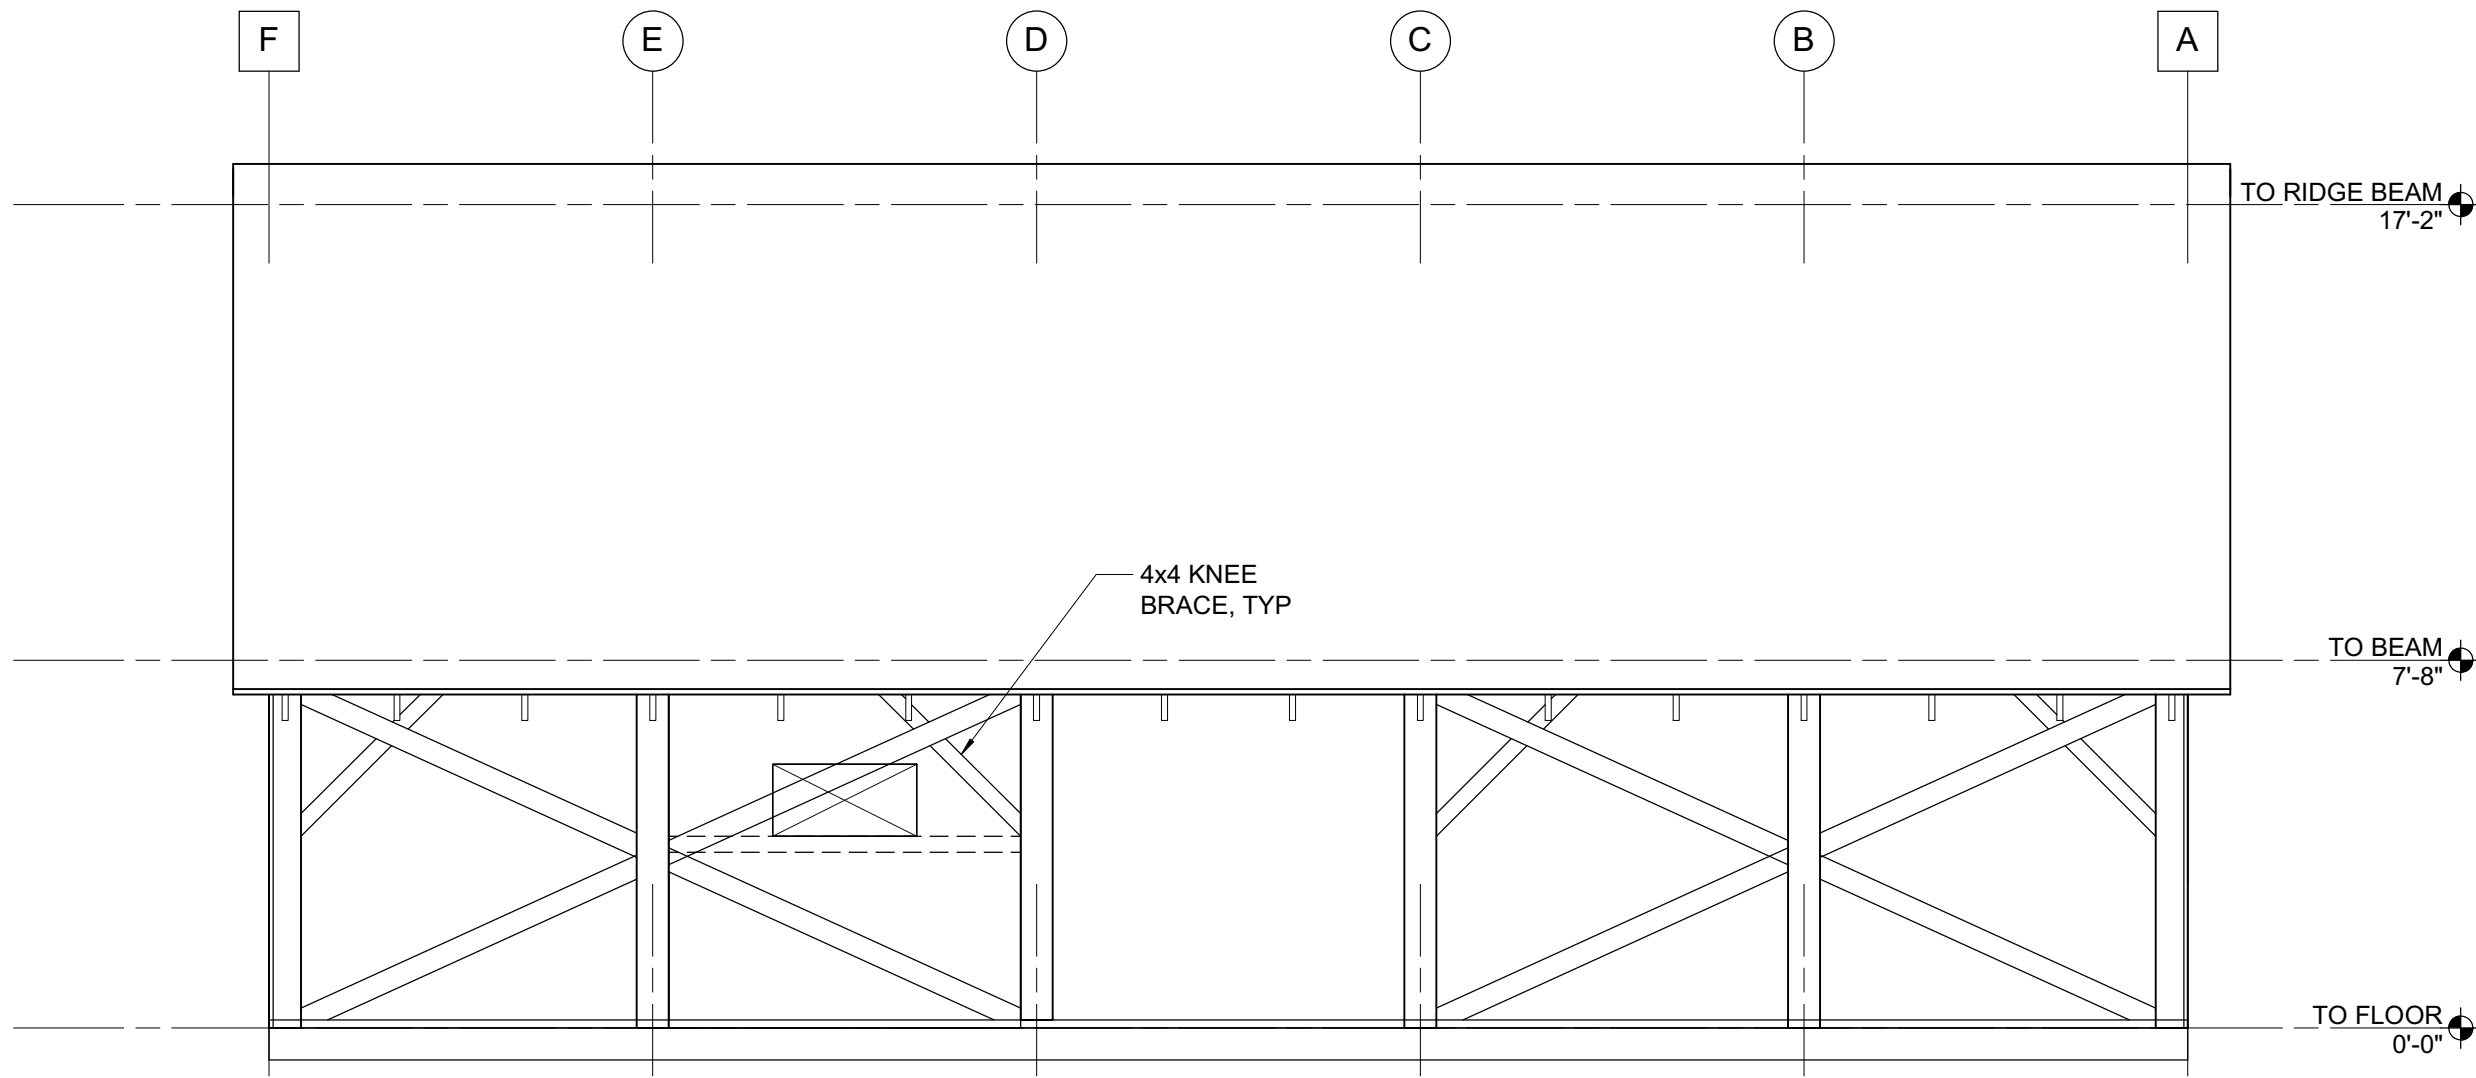 F
E
D
C
B
A
TO RIDGE BEAM
17'-2"
4x4 KNEE
BRACE, TYP
TO BEAM
7'-8"
TO FLOOR
0'-0"